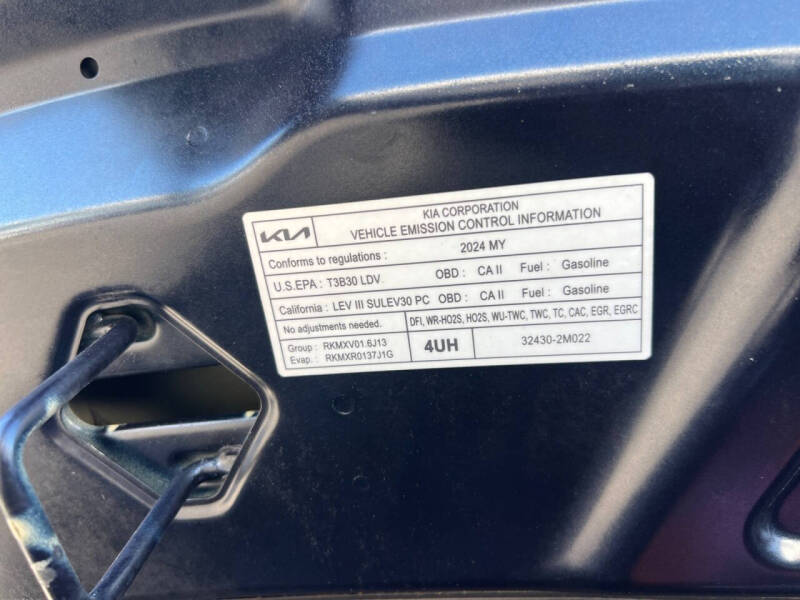 KIA
KIA CORPORATION
VEHICLE EMISSION CONTROL INFORMATION
Conforms to regulations : 2024 MY
U.S.EPA : T3B30 LDV OBD : CA II Fuel : Gasoline
California : LEV III SULEV30 PC OBD : CA II Fuel : Gasoline
No adjustments needed. DFI, WR-HO2S, HO2S, WU-TWC, TWC, TC, CAC, EGR, EGRC
Group : RKMXV01.6J13
Evap. : RKMXR0137J1G
4UH
32430-2M022